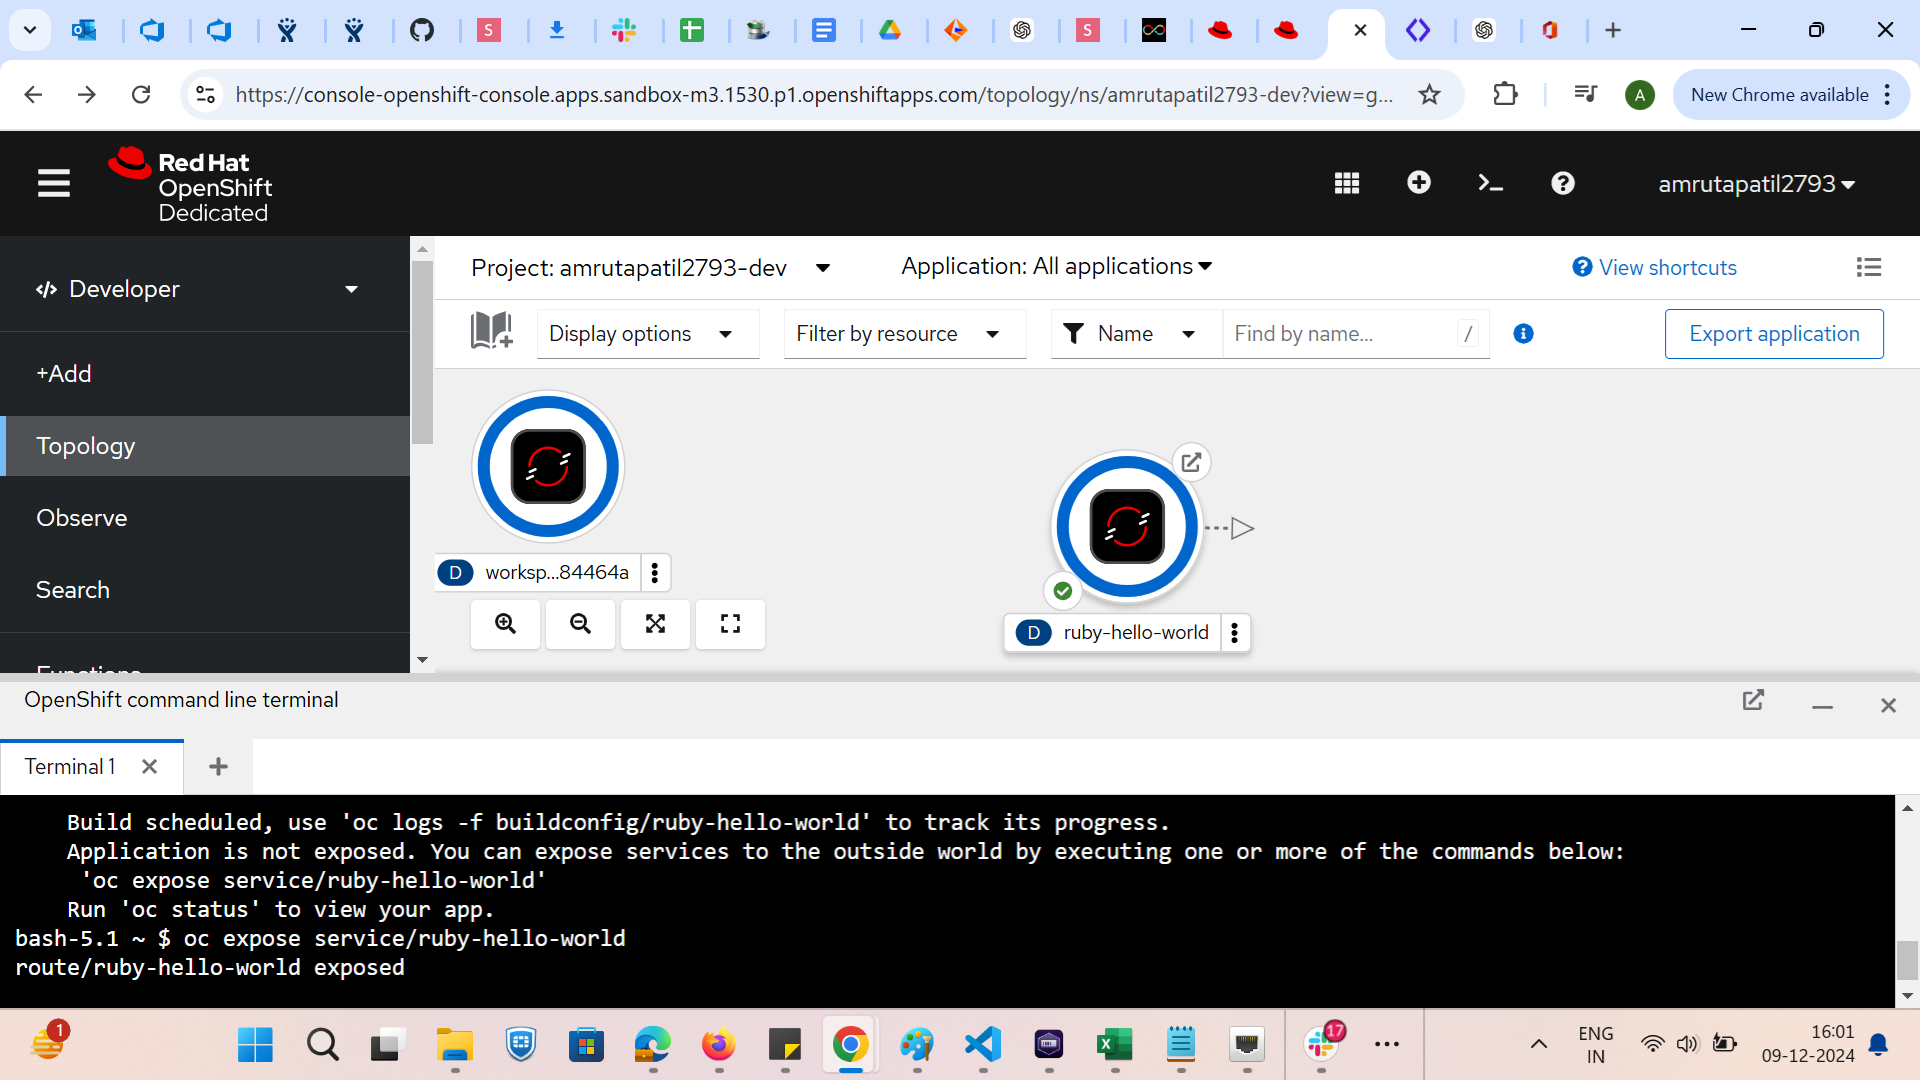 S
S
https://console-openshift-console.apps.sandbox-m3.1530.p1.openshiftapps.com/topology/ns/amrutapatil2793-dev?view=g...
A
New Chrome available
Red Hat
OpenShift
Dedicated
amrutapatil2793
Developer
+Add
Topology
Observe
Search
Functions
Project: amrutapatil2793-dev
Application: All applications
View shortcuts
Display options
Filter by resource
Name
Find by name...
/
Export application
D worksp...84464a
D ruby-hello-world
OpenShift command line terminal
Terminal 1
Build scheduled, use 'oc logs -f buildconfig/ruby-hello-world' to track its progress.
Application is not exposed. You can expose services to the outside world by executing one or more of the commands below:
'oc expose service/ruby-hello-world'
Run 'oc status' to view your app.
bash-5.1 ~ $ oc expose service/ruby-hello-world
route/ruby-hello-world exposed
1
17
ENG
IN
16:01
09-12-2024